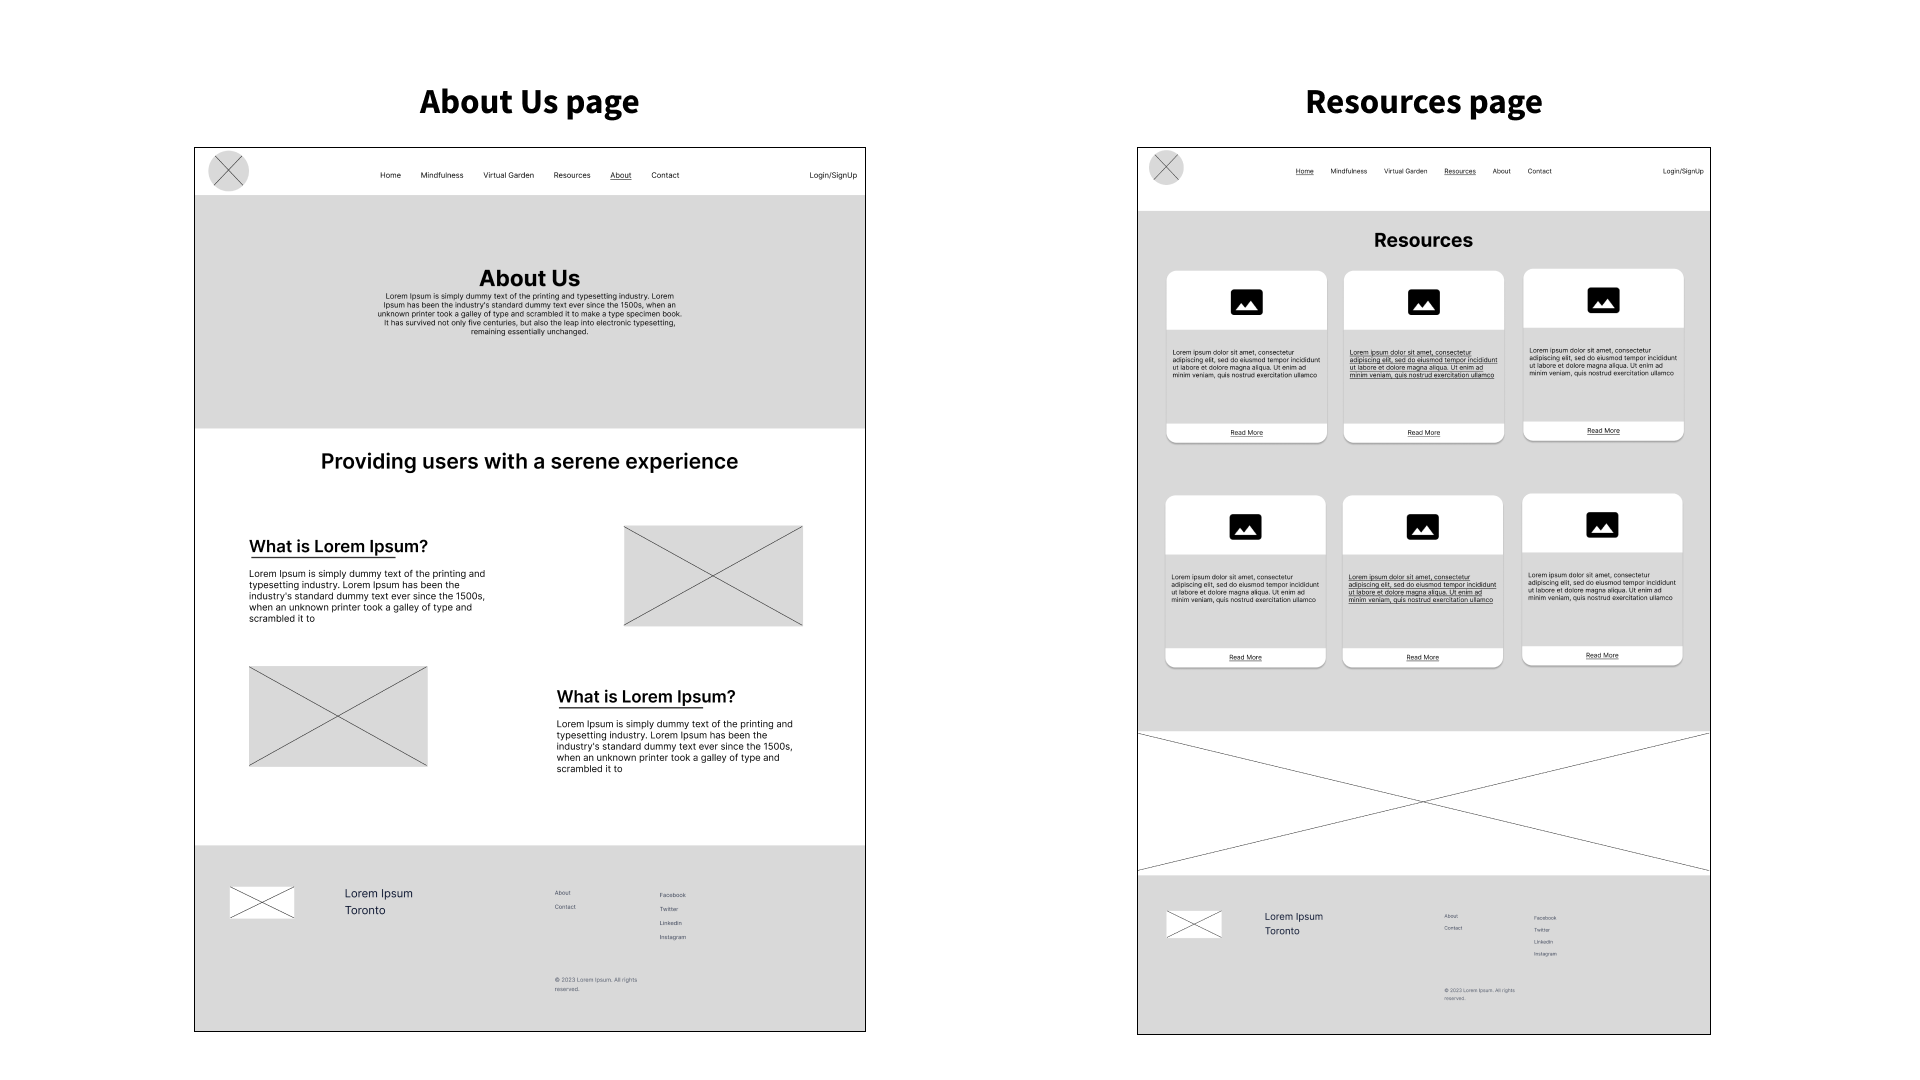 About Us page
Home Mindfulness Virtual Garden Resources About Contact Login/SignUp
About Us
Lorem Ipsum is simply dummy text of the printing and typesetting industry. Lorem
Ipsum has been the industry's standard dummy text ever since the 1500s, when an
unknown printer took a galley of type and scrambled it to make a type specimen book.
It has survived not only five centuries, but also the leap into electronic typesetting,
remaining essentially unchanged.
Providing users with a serene experience
What is Lorem Ipsum?
Lorem Ipsum is simply dummy text of the printing and
typesetting industry. Lorem Ipsum has been the
industry's standard dummy text ever since the 1500s,
when an unknown printer took a galley of type and
scrambled it to
What is Lorem Ipsum?
Lorem Ipsum is simply dummy text of the printing and
typesetting industry. Lorem Ipsum has been the
industry's standard dummy text ever since the 1500s,
when an unknown printer took a galley of type and
scrambled it to
Lorem Ipsum
Toronto
About
Contact
Facebook
Twitter
Linkedin
Instagram
© 2023 Lorem Ipsum. All rights
reserved.
Resources page
Home Mindfulness Virtual Garden Resources About Contact Login/SignUp
Resources
Lorem ipsum dolor sit amet, consectetur
adipiscing elit, sed do eiusmod tempor incididunt
ut labore et dolore magna aliqua. Ut enim ad
minim veniam, quis nostrud exercitation ullamco
Read More
Lorem ipsum dolor sit amet, consectetur
adipiscing elit, sed do eiusmod tempor incididunt
ut labore et dolore magna aliqua. Ut enim ad
minim veniam, quis nostrud exercitation ullamco
Read More
Lorem ipsum dolor sit amet, consectetur
adipiscing elit, sed do eiusmod tempor incididunt
ut labore et dolore magna aliqua. Ut enim ad
minim veniam, quis nostrud exercitation ullamco
Read More
Lorem ipsum dolor sit amet, consectetur
adipiscing elit, sed do eiusmod tempor incididunt
ut labore et dolore magna aliqua. Ut enim ad
minim veniam, quis nostrud exercitation ullamco
Read More
Lorem ipsum dolor sit amet, consectetur
adipiscing elit, sed do eiusmod tempor incididunt
ut labore et dolore magna aliqua. Ut enim ad
minim veniam, quis nostrud exercitation ullamco
Read More
Lorem ipsum dolor sit amet, consectetur
adipiscing elit, sed do eiusmod tempor incididunt
ut labore et dolore magna aliqua. Ut enim ad
minim veniam, quis nostrud exercitation ullamco
Read More
Lorem Ipsum
Toronto
About
Contact
Facebook
Twitter
Linkedin
Instagram
© 2023 Lorem Ipsum. All rights
reserved.